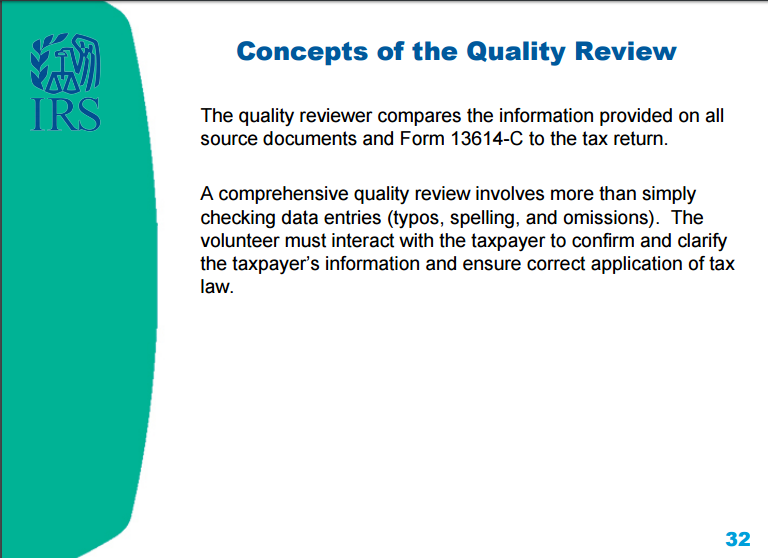 IRS
Concepts of the Quality Review
The quality reviewer compares the information provided on all
source documents and Form 13614-C to the tax return.
A comprehensive quality review involves more than simply
checking data entries (typos, spelling, and omissions).  The
volunteer must interact with the taxpayer to confirm and clarify
the taxpayer’s information and ensure correct application of tax
law.
32